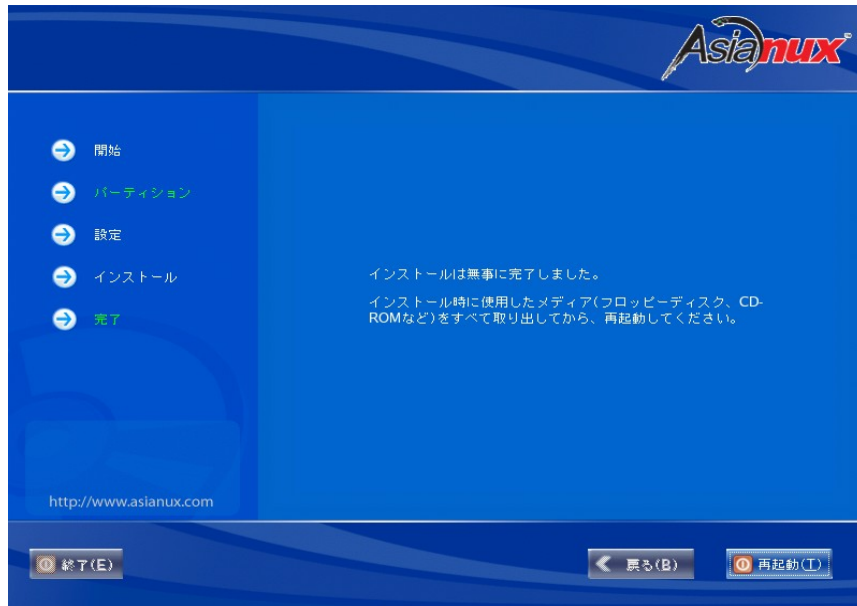 Asianux
開始
パーティション
設定
インストール
完了
インストールは無事に完了しました。
インストール時に使用したメディア(フロッピーディスク、CD-
ROMなど)をすべて取り出してから、再起動してください。
http://www.asianux.com
終了(E)
戻る(B)
再起動(T)